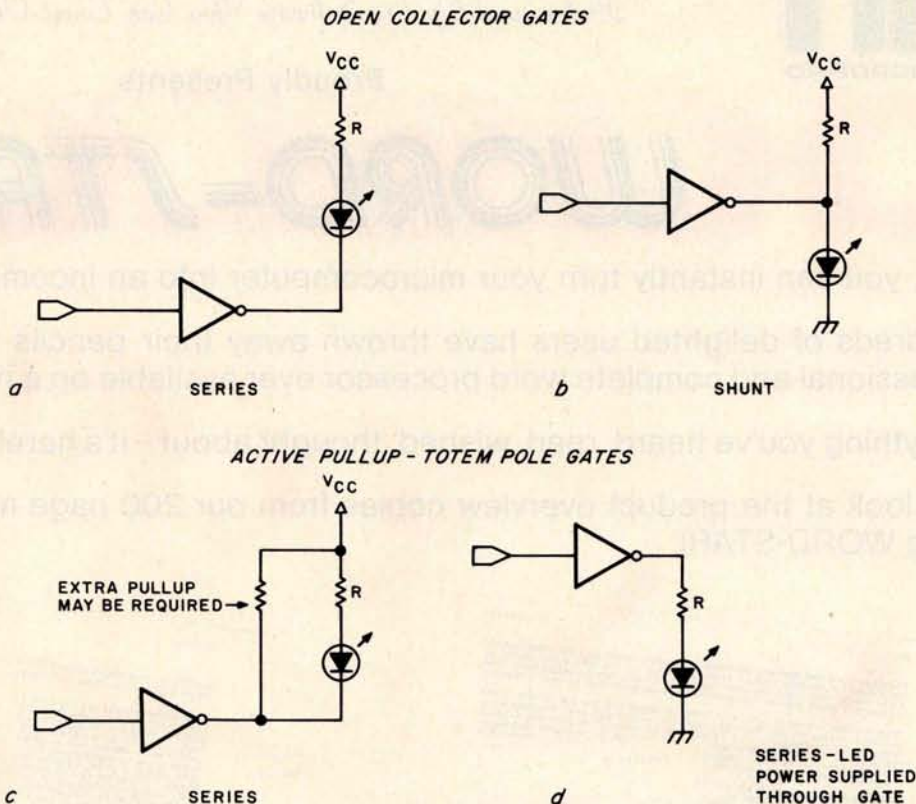 OPEN COLLECTOR GATES
VCC
R
VCC
R
a
SERIES
b
SHUNT
ACTIVE PULLUP - TOTEM POLE GATES
VCC
EXTRA PULLUP
MAY BE REQUIRED
R
R
c
SERIES
d
SERIES - LED
POWER SUPPLIED
THROUGH GATE